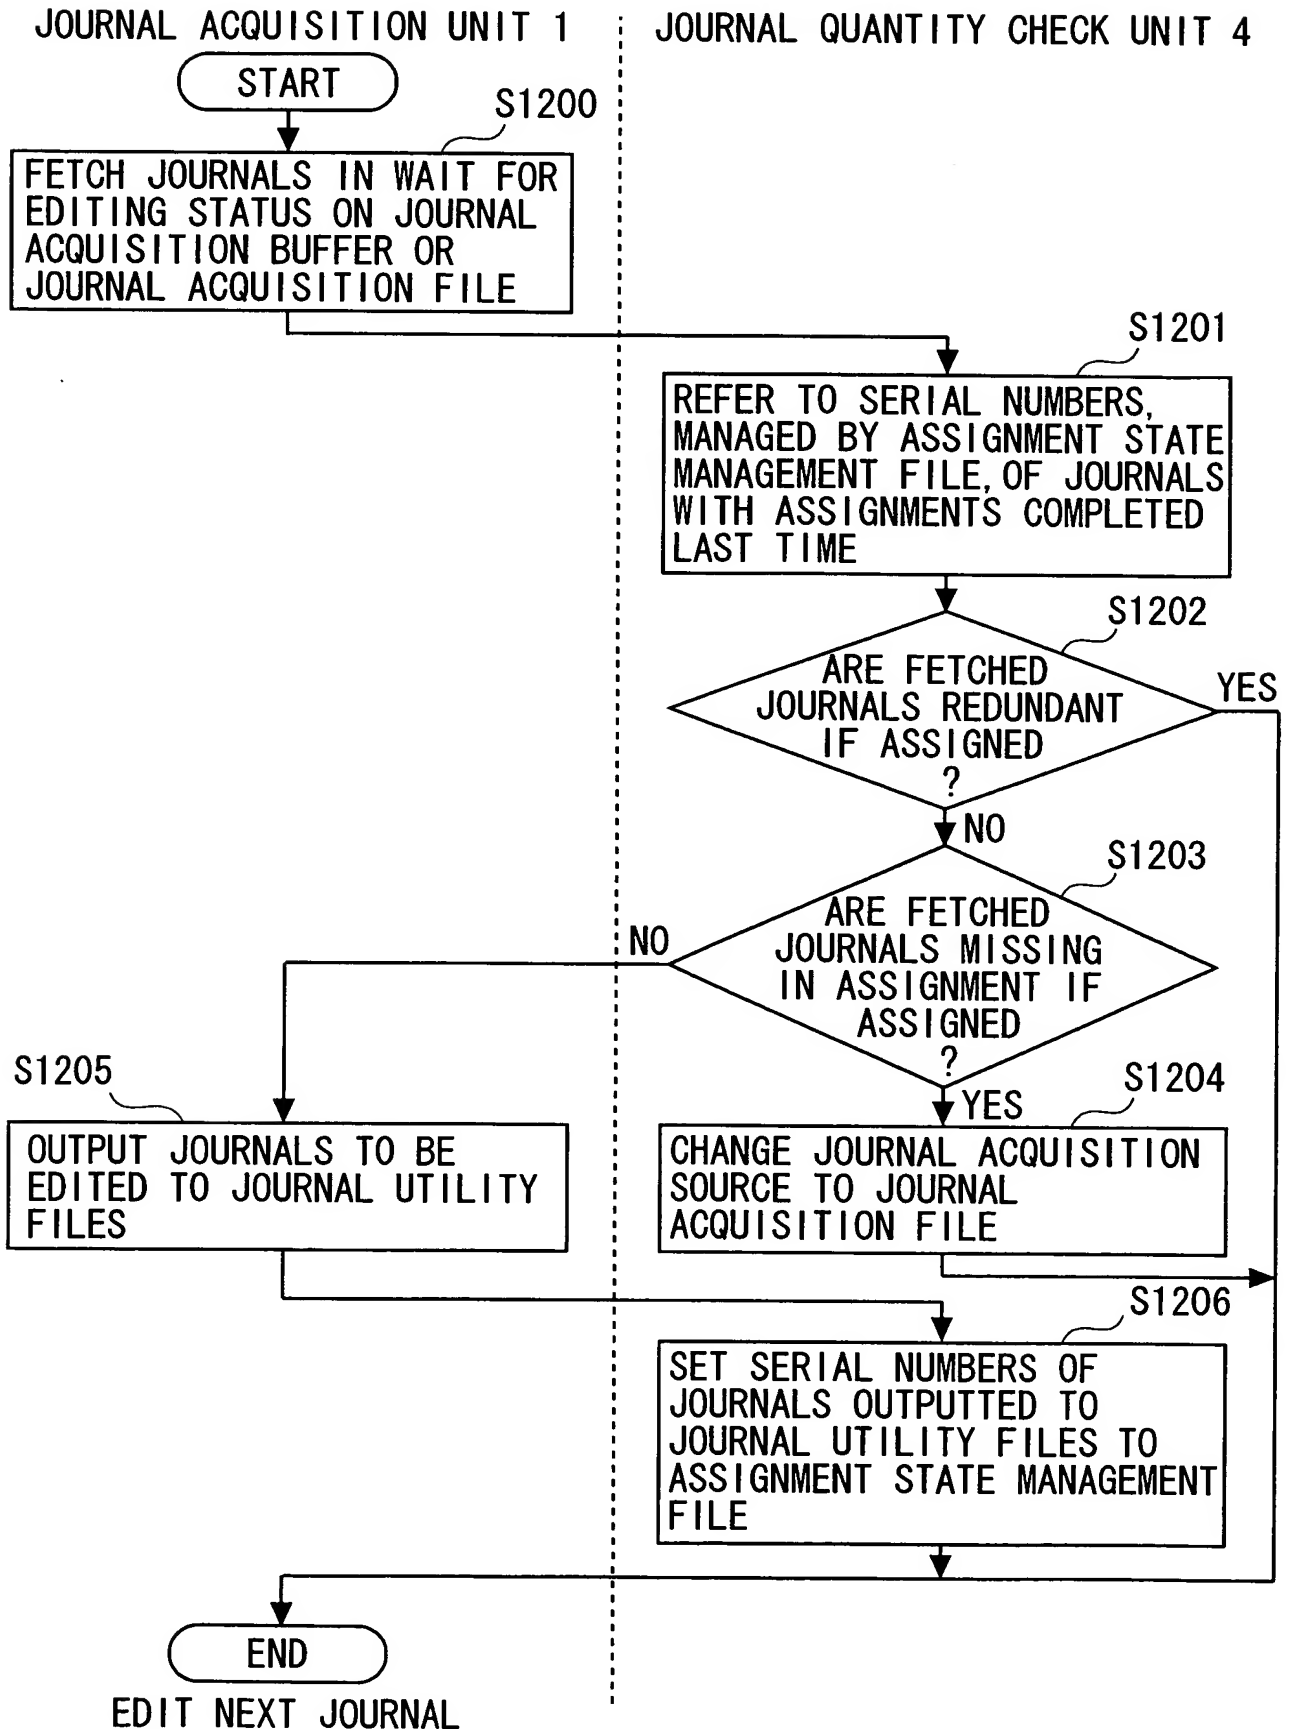 JOURNAL ACQUISITION UNIT 1
JOURNAL QUANTITY CHECK UNIT 4
START
S1200
FETCH JOURNALS IN WAIT FOR
EDITING STATUS ON JOURNAL
ACQUISITION BUFFER OR
JOURNAL ACQUISITION FILE
S1201
REFER TO SERIAL NUMBERS,
MANAGED BY ASSIGNMENT STATE
MANAGEMENT FILE, OF JOURNALS
WITH ASSIGNMENTS COMPLETED
LAST TIME
S1202
ARE FETCHED
JOURNALS REDUNDANT
IF ASSIGNED
?
YES
NO
S1203
ARE FETCHED
JOURNALS MISSING
IN ASSIGNMENT IF
ASSIGNED
?
NO
YES
S1204
CHANGE JOURNAL ACQUISITION
SOURCE TO JOURNAL
ACQUISITION FILE
S1205
OUTPUT JOURNALS TO BE
EDITED TO JOURNAL UTILITY
FILES
S1206
SET SERIAL NUMBERS OF
JOURNALS OUTPUTTED TO
JOURNAL UTILITY FILES TO
ASSIGNMENT STATE MANAGEMENT
FILE
END
EDIT NEXT JOURNAL